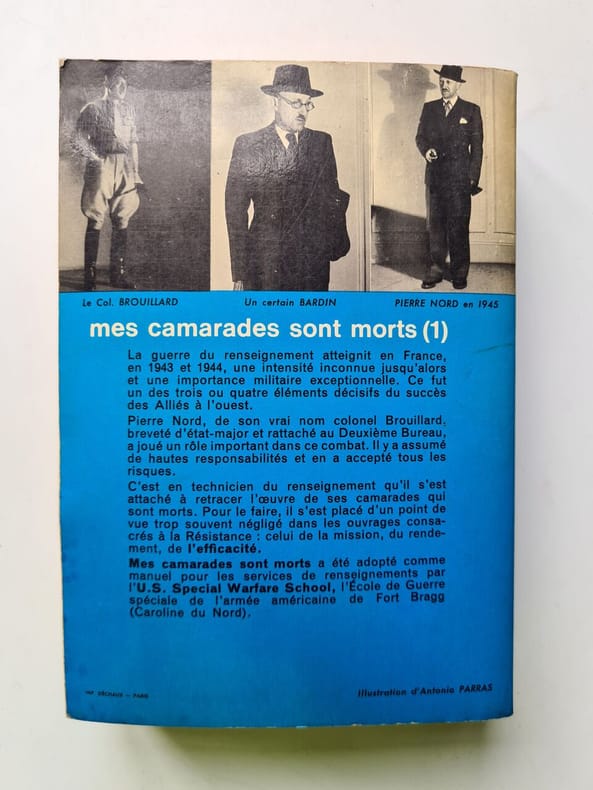 Le Col. BROUILLARD Un certain BARDIN PIERRE NORD en 1945
mes camarades sont morts (1)
La guerre du renseignement atteignit en France,
en 1943 et 1944, une intensité inconnue jusqu'alors
et une importance militaire exceptionnelle. Ce fut
un des trois ou quatre éléments décisifs du succès
des Alliés à l'ouest.
Pierre Nord, de son vrai nom colonel Brouillard,
breveté d'état-major et rattaché au Deuxième Bureau,
a joué un rôle important dans ce combat. Il y a assumé
de hautes responsabilités et en a accepté tous les
risques.
C'est en technicien du renseignement qu'il s'est
attaché à retracer l'œuvre de ses camarades qui
sont morts. Pour le faire, il s'est placé d'un point de
vue trop souvent négligé dans les ouvrages consa-
crés à la Résistance : celui de la mission, du rende-
ment, de l'efficacité.
Mes camarades sont morts a été adopté comme
manuel pour les services de renseignements par
l'U.S. Special Warfare School, l'École de Guerre
spéciale de l'armée américaine de Fort Bragg
(Caroline du Nord).
IMP. DÉCHAUX — PARIS Illustration d'Antonio PARRAS